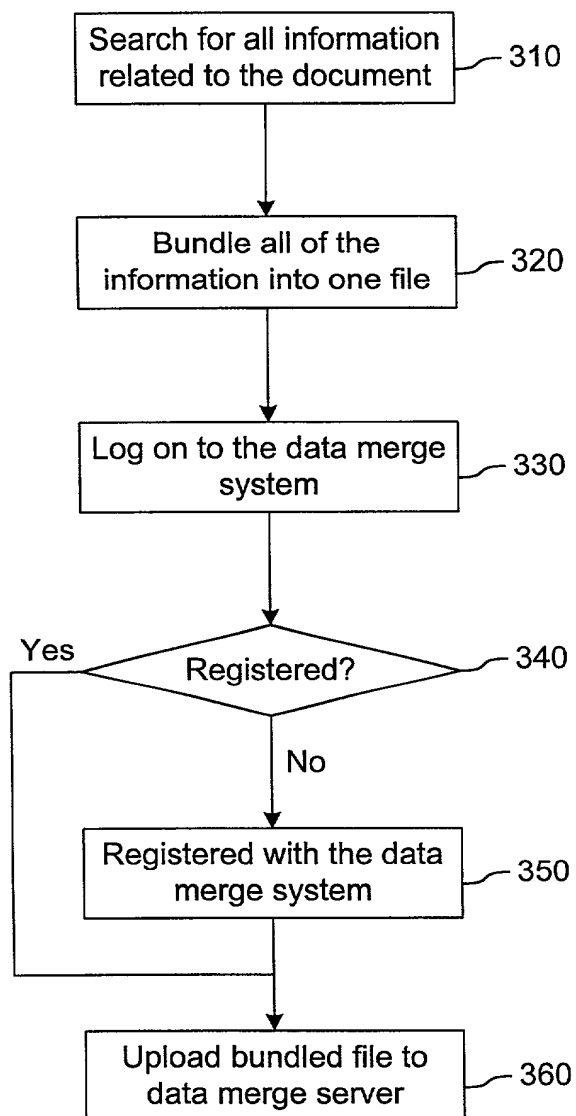 Search for all information
related to the document
310
Bundle all of the
information into one file
320
Log on to the data merge
system
330
Yes
Registered?
340
No
Registered with the data
merge system
350
Upload bundled file to
data merge server
360